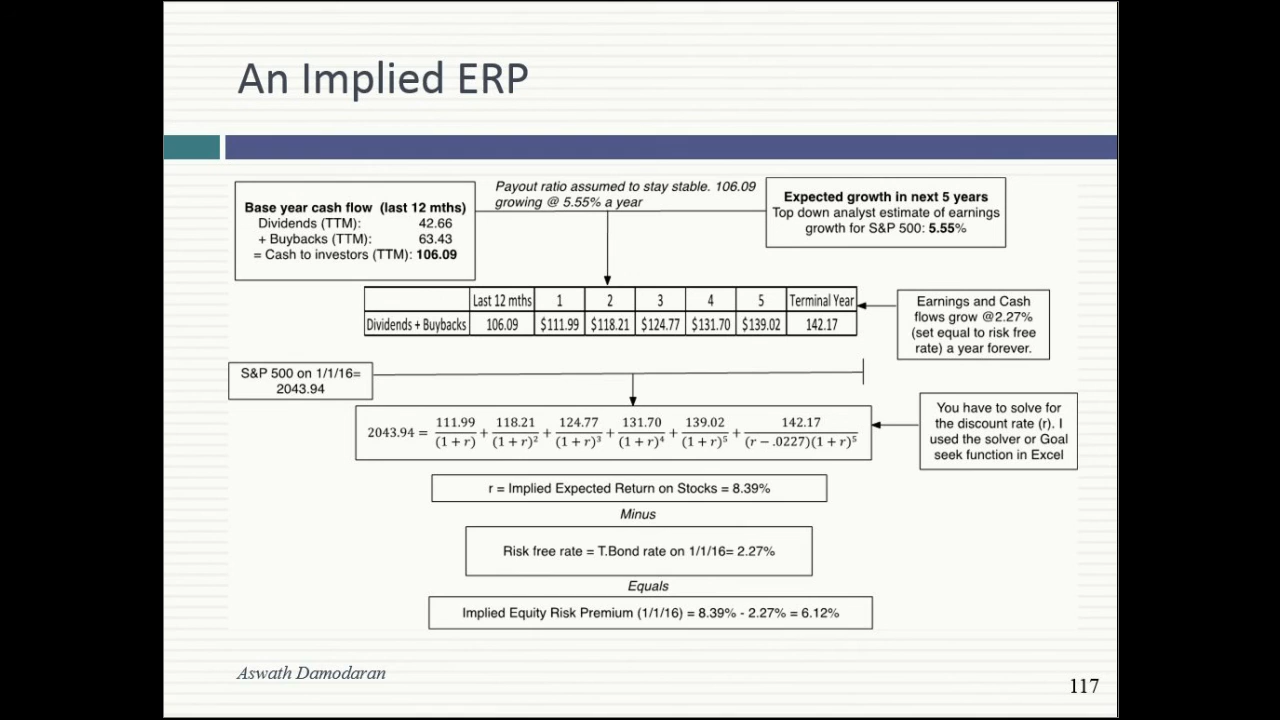 An Implied ERP
Base year cash flow (last 12 mths)
Dividends (TTM): 42.66
+ Buybacks (TTM): 63.43
= Cash to investors (TTM): 106.09
Payout ratio assumed to stay stable. 106.09
growing @ 5.55% a year
Expected growth in next 5 years
Top down analyst estimate of earnings
growth for S&P 500: 5.55%
Last 12 mths 1 2 3 4 5 Terminal Year
Dividends + Buybacks 106.09 $111.99 $118.21 $124.77 $131.70 $139.02 142.17
Earnings and Cash
flows grow @2.27%
(set equal to risk free
rate) a year forever.
S&P 500 on 1/1/16=
2043.94
2043.94 = 111.99/(1+r) + 118.21/(1+r)² + 124.77/(1+r)³ + 131.70/(1+r)⁴ + 139.02/(1+r)⁵ + 142.17/(r−.0227)(1+r)⁵
You have to solve for
the discount rate (r). I
used the solver or Goal
seek function in Excel
r = Implied Expected Return on Stocks = 8.39%
Minus
Risk free rate = T.Bond rate on 1/1/16= 2.27%
Equals
Implied Equity Risk Premium (1/1/16) = 8.39% - 2.27% = 6.12%
Aswath Damodaran
117